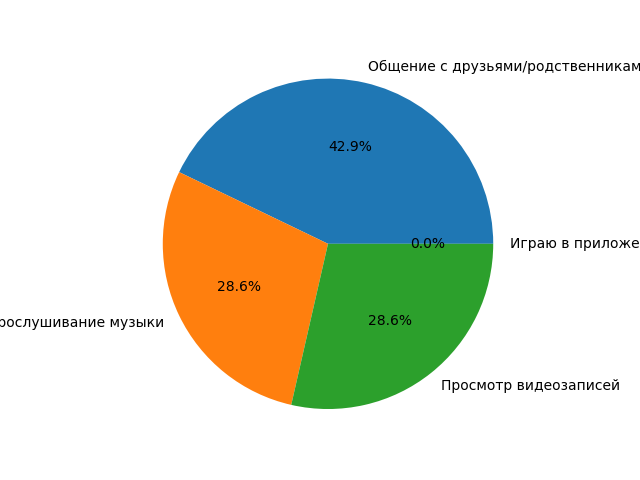 Общение с друзьями/родственникам
42.9%
0.0%
Играю в приложе
28.6%
28.6%
рослушивание музыки
Просмотр видеозаписей